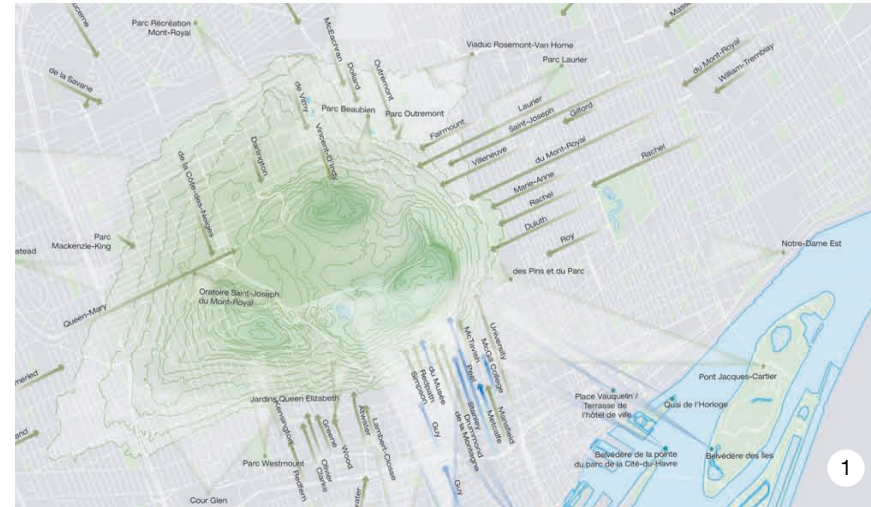 ucerne
Parc Récréation
Mont-Royal
McEachran
Dollard
Outremont
Viaduc Rosemont-Van Horne
Parc Laurier
du Mont-Royal
William-Tremblay
de la Savane
de Vimy
Parc Beaubien
Parc Outremont
Vincent-D'Indy
Fairmount
Laurier
Saint-Joseph
Gilford
Villeneuve
du Mont-Royal
Rachel
Darlington
de la Côte-des-Neiges
Marie-Anne
Rachel
Duluth
Roy
Parc
Mackenzie-King
stead
Notre-Dame Est
des Pins et du Parc
Oratoire Saint-Joseph
du Mont-Royal
Queen-Mary
University
McGill College
McTavish
Peel
du Musée
Redpath
Simpson
Guy
Mansfield
Metcalfe
Stanley
Drummond
de la Montagne
Guy
Pont Jacques-Cartier
Place Vauquelin /
Terrasse de
l'hôtel de ville
Quai de l'Horloge
Belvédère de la pointe
du parc de la Cité-du-Havre
Belvédère des Îles
Jardins Queen Elizabeth
Kensington
Redfern
Clarke
Olivier
Greene
Wood
Atwater
Lambert-Closse
Parc Westmount
Cour Glen
1